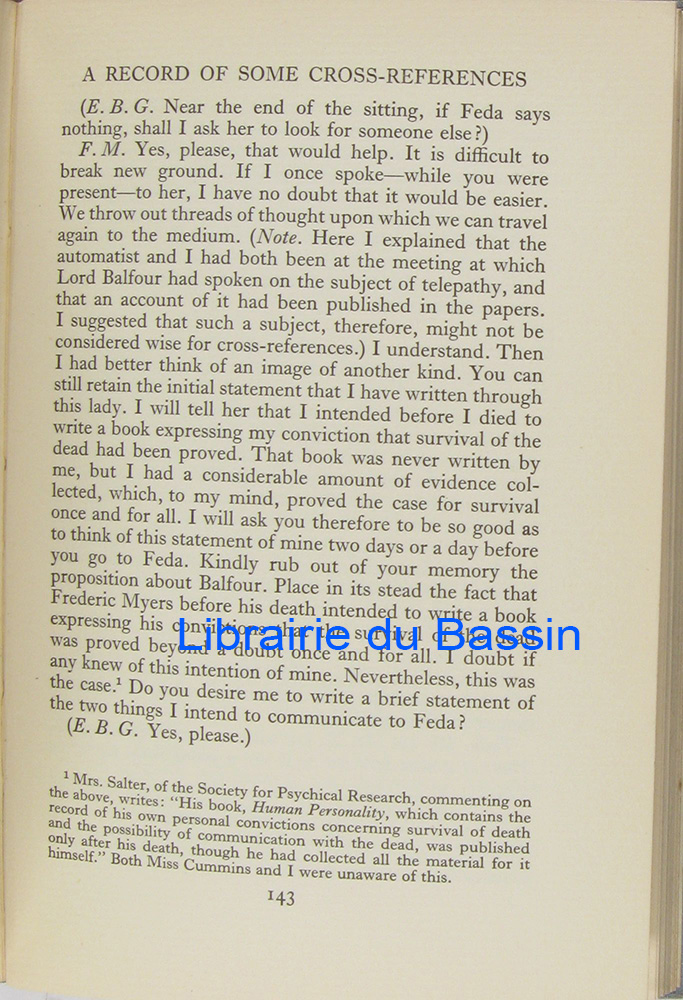 A RECORD OF SOME CROSS-REFERENCES
(E. B. G. Near the end of the sitting, if Feda says
nothing, shall I ask her to look for someone else?)
F. M. Yes, please, that would help. It is difficult to
break new ground. If I once spoke—while you were
present—to her, I have no doubt that it would be easier.
We throw out threads of thought upon which we can travel
again to the medium. (Note. Here I explained that the
automatist and I had both been at the meeting at which
Lord Balfour had spoken on the subject of telepathy, and
that an account of it had been published in the papers.
I suggested that such a subject, therefore, might not be
considered wise for cross-references.) I understand. Then
I had better think of an image of another kind. You can
still retain the initial statement that I have written through
this lady. I will tell her that I intended before I died to
write a book expressing my conviction that survival of the
dead had been proved. That book was never written by
me, but I had a considerable amount of evidence col-
lected, which, to my mind, proved the case for survival
once and for all. I will ask you therefore to be so good as
to think of this statement of mine two days or a day before
you go to Feda. Kindly rub out of your memory the
proposition about Balfour. Place in its stead the fact that
Frederic Myers before his death intended to write a book
expressing his convictions that the survival of the dead
was proved beyond a doubt once and for all. I doubt if
any knew of this intention of mine. Nevertheless, this was
the case.¹ Do you desire me to write a brief statement of
the two things I intend to communicate to Feda?
(E. B. G. Yes, please.)
¹ Mrs. Salter, of the Society for Psychical Research, commenting on
the above, writes: "His book, Human Personality, which contains the
record of his own personal convictions concerning survival of death
and the possibility of communication with the dead, was published
only after his death, though he had collected all the material for it
himself." Both Miss Cummins and I were unaware of this.
143
Librairie du Bassin